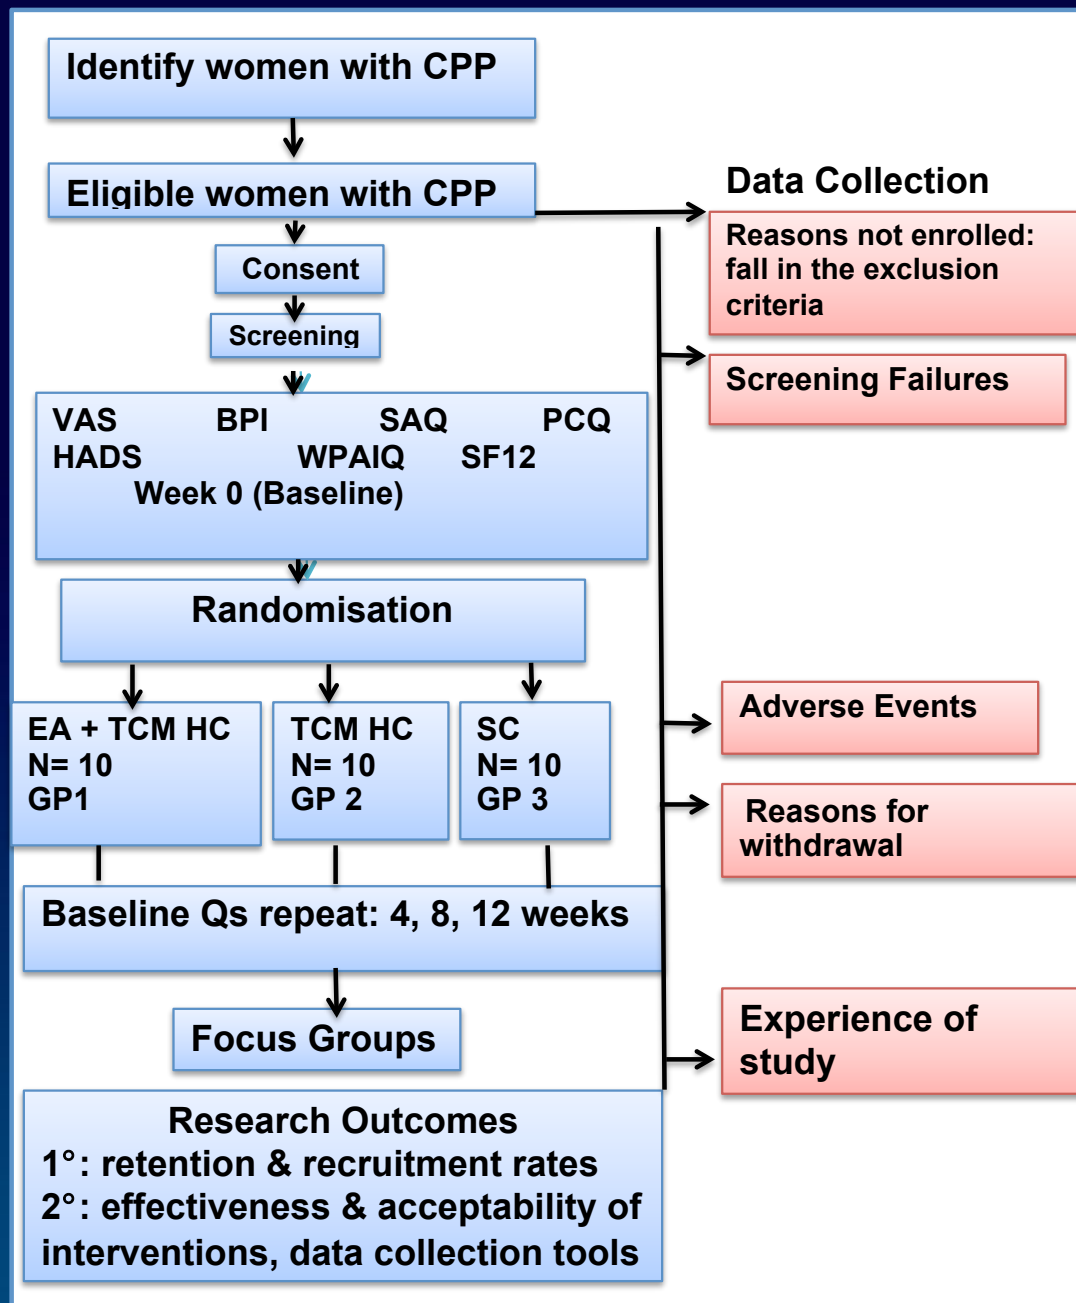 Identify women with CPP
Eligible women with CPP
Consent
Screening
VAS BPI SAQ PCQ
HADS WPAIQ SF12
Week 0 (Baseline)
Randomisation
EA + TCM HC
N= 10
GP1
TCM HC
N= 10
GP 2
SC
N= 10
GP 3
Baseline Qs repeat: 4, 8, 12 weeks
Focus Groups
Research Outcomes
1°: retention & recruitment rates
2°: effectiveness & acceptability of
interventions, data collection tools
Data Collection
Reasons not enrolled:
fall in the exclusion
criteria
Screening Failures
Adverse Events
Reasons for
withdrawal
Experience of
study